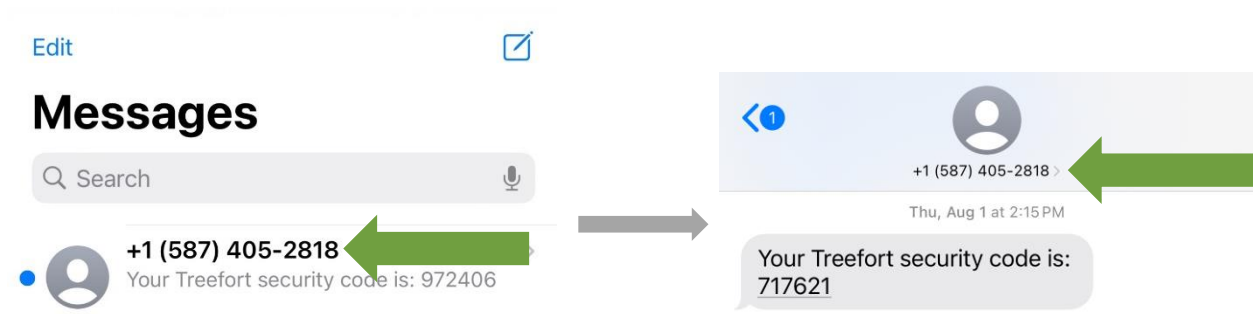 Edit
Messages
Search
+1 (587) 405-2818
Your Treefort security code is: 972406
1
+1 (587) 405-2818
Thu, Aug 1 at 2:15 PM
Your Treefort security code is:
717621